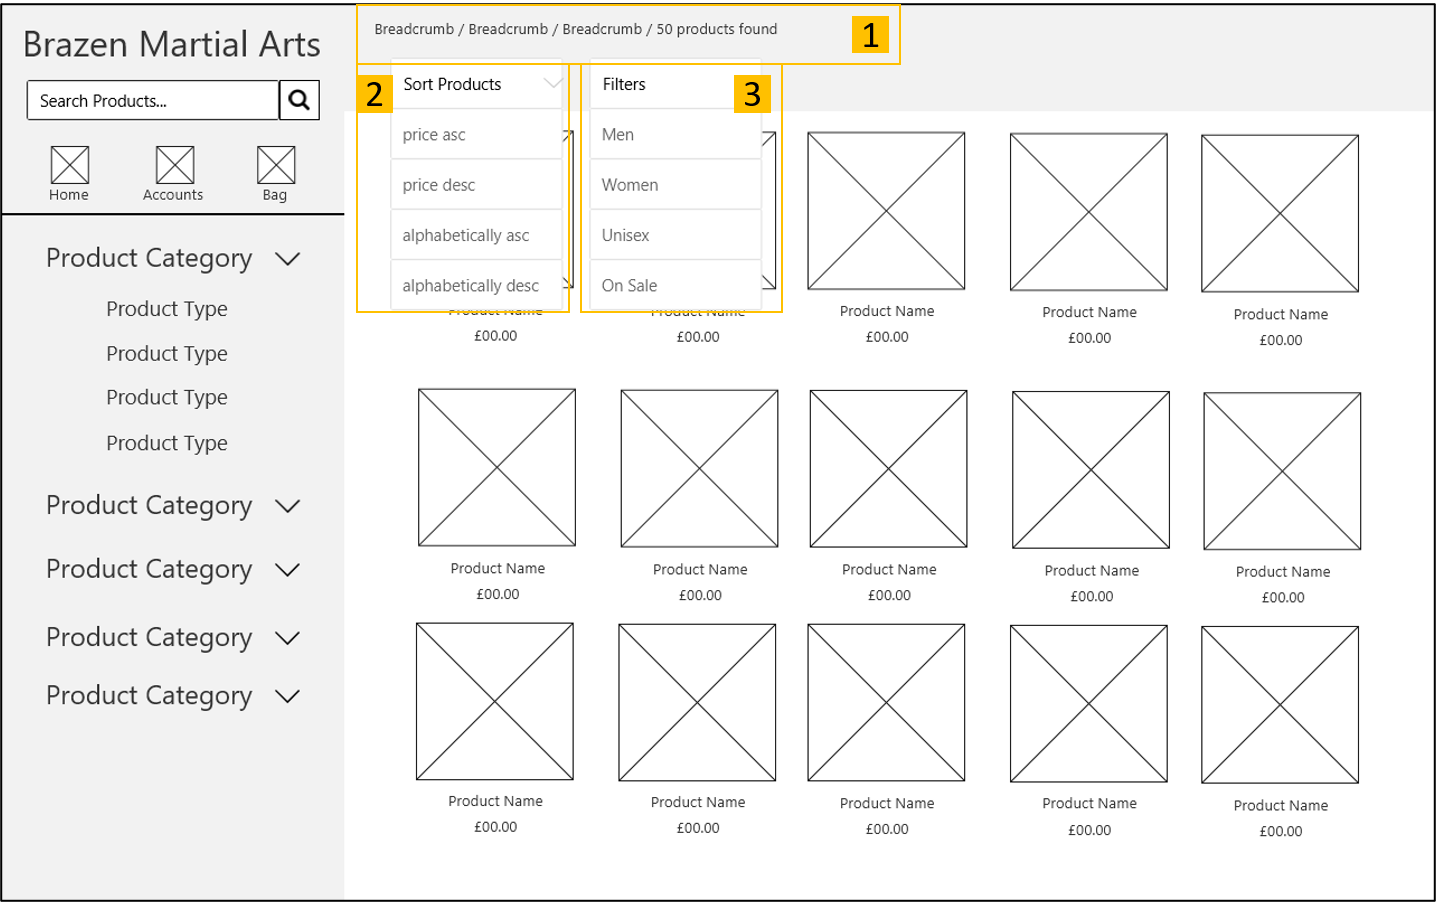 Brazen Martial Arts
Search Products...
Home
Accounts
Bag
Product Category
Product Type
Product Type
Product Type
Product Type
Product Category
Product Category
Product Category
Product Category
Breadcrumb / Breadcrumb / Breadcrumb / 50 products found
1
2
Sort Products
price asc
price desc
alphabetically asc
alphabetically desc
Filters
3
Men
Women
Unisex
On Sale
Product Name
£00.00
Product Name
£00.00
Product Name
£00.00
Product Name
£00.00
Product Name
£00.00
Product Name
£00.00
Product Name
£00.00
Product Name
£00.00
Product Name
£00.00
Product Name
£00.00
Product Name
£00.00
Product Name
£00.00
Product Name
£00.00
Product Name
£00.00
Product Name
£00.00